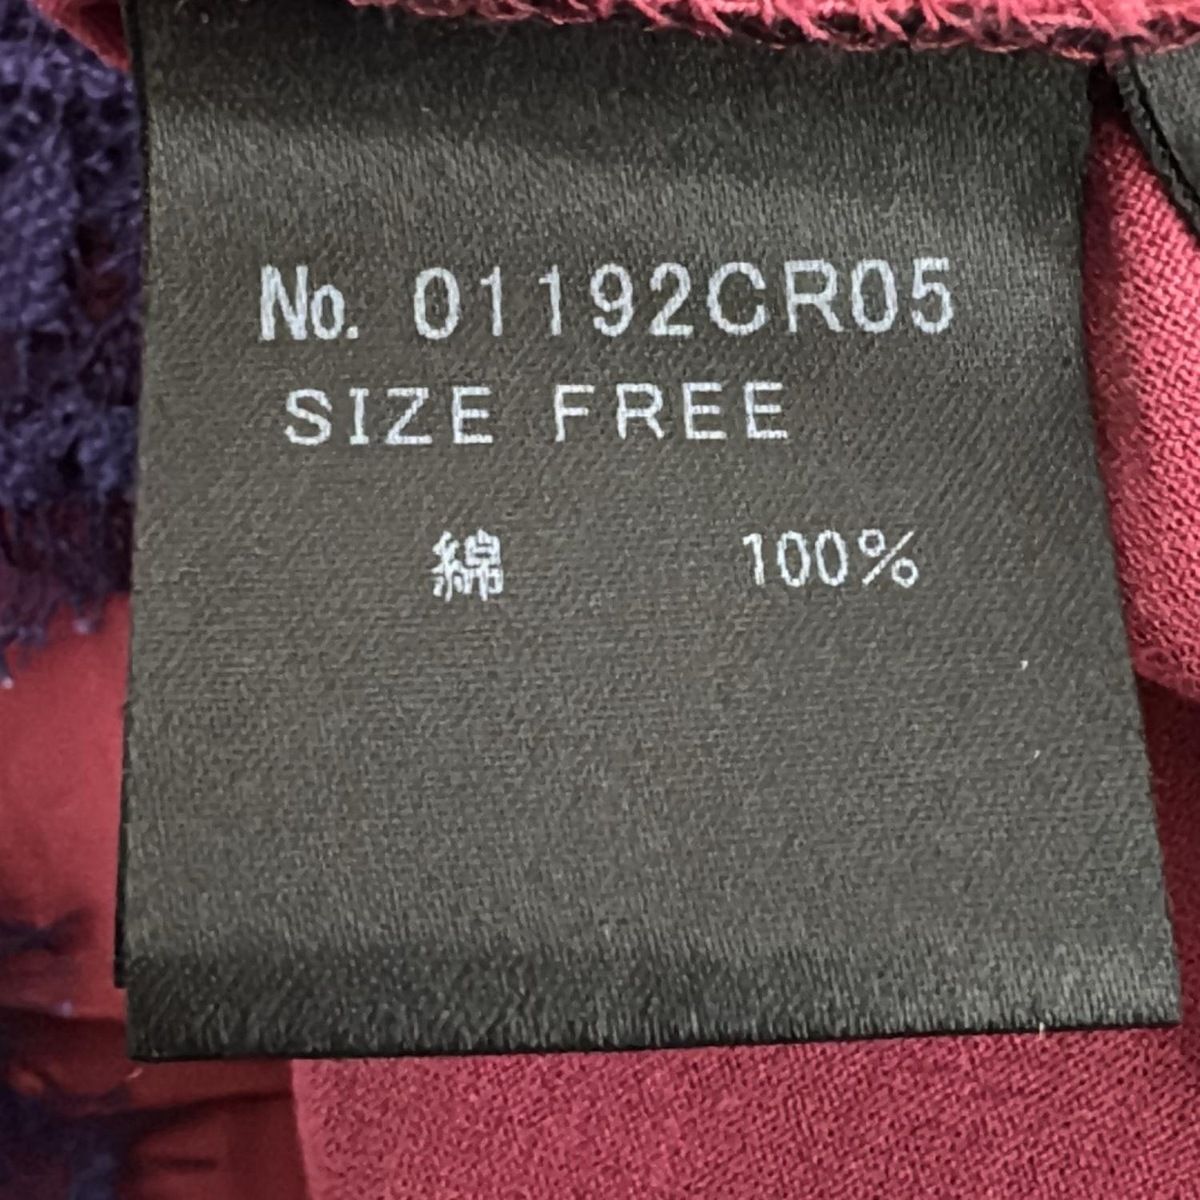 No. 01192CR05
SIZE FREE
綿 100%